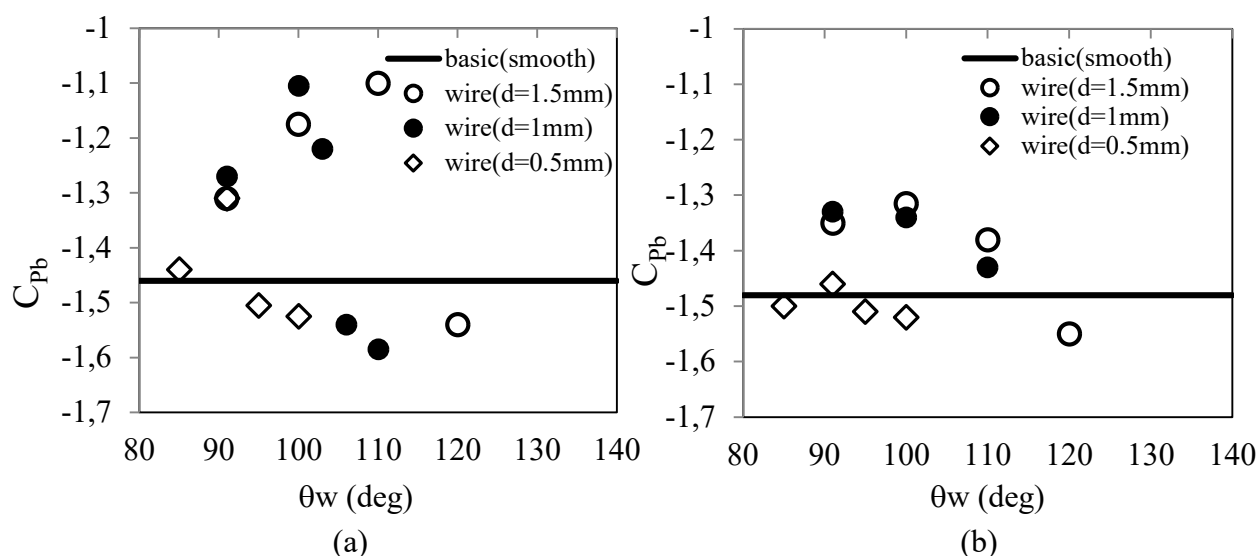 -1
-1,1
-1,2
-1,3
-1,4
-1,5
-1,6
-1,7
C_Pb
basic(smooth)
wire(d=1.5mm)
wire(d=1mm)
wire(d=0.5mm)
80 90 100 110 120 130 140
θw (deg)
(a)
-1
-1,1
-1,2
-1,3
-1,4
-1,5
-1,6
-1,7
C_Pb
basic(smooth)
wire(d=1.5mm)
wire(d=1mm)
wire(d=0.5mm)
80 90 100 110 120 130 140
θw (deg)
(b)